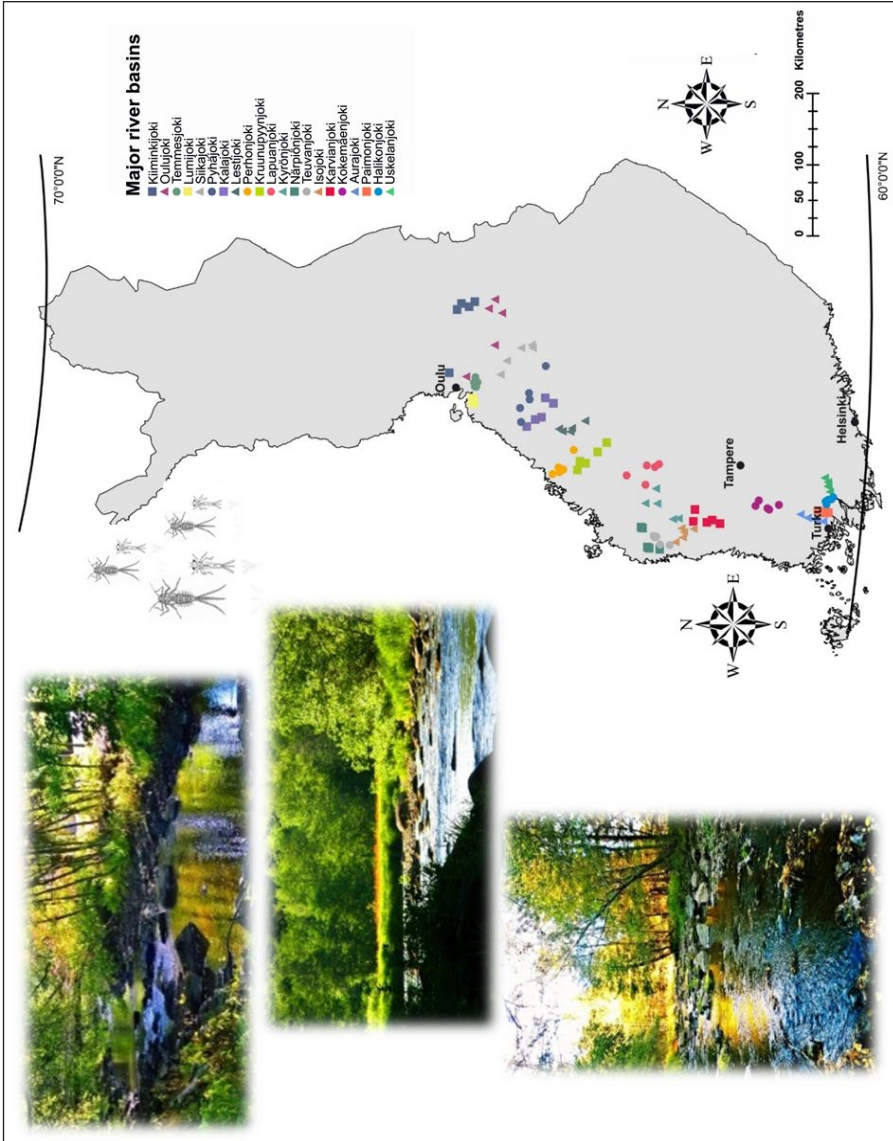 Major river basins
Kiiminkijoki
Oulujoki
Temmesjoki
Lumijoki
Siikajoki
Pyhäjoki
Kalajoki
Lestijoki
Perhonjoki
Kruunupyynjoki
Lapuanjoki
Kyrönjoki
Närpiönjoki
Teuvanjoki
Isojoki
Karvianjoki
Kokemäenjoki
Aurajoki
Paimonjoki
Halikonjoki
Uskelanjoki
70°0'0"N
Oulu
Tampere
Turku
Helsinki
60°0'0"N
N
W
E
S
N
W
E
S
0 50 100 200
Kilometres